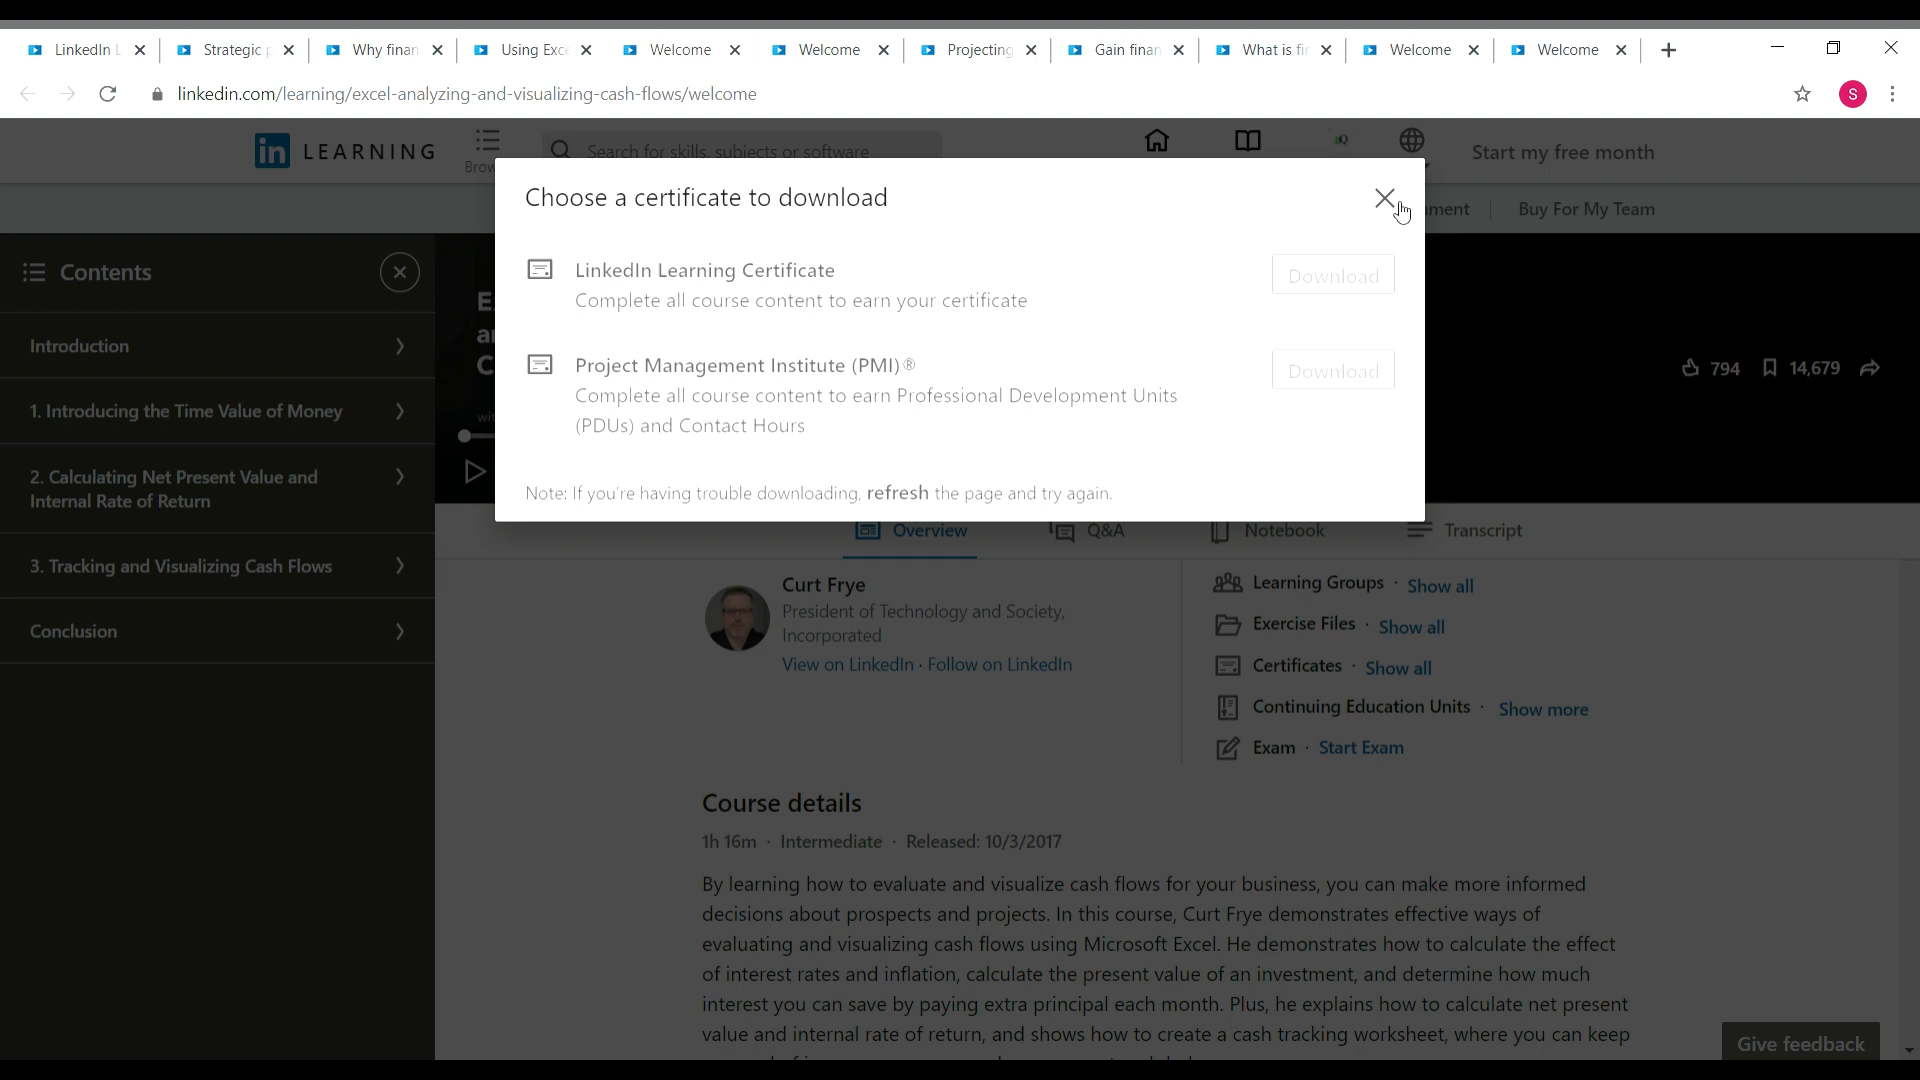 LinkedIn L
Strategic p
Why finan
Using Exce
Welcome
Welcome
Projecting
Gain finan
What is fin
Welcome
Welcome
linkedin.com/learning/excel-analyzing-and-visualizing-cash-flows/welcome
S
in LEARNING
Brow
Search for skills, subjects or software
Start my free month
Buy For My Team
Choose a certificate to download
LinkedIn Learning Certificate
Download
Complete all course content to earn your certificate
Project Management Institute (PMI)®
Download
Complete all course content to earn Professional Development Units
(PDUs) and Contact Hours
Note: If you're having trouble downloading, refresh the page and try again.
Contents
Introduction
1. Introducing the Time Value of Money
2. Calculating Net Present Value and
Internal Rate of Return
3. Tracking and Visualizing Cash Flows
Conclusion
794
14,679
Overview
Q&A
Notebook
Transcript
Curt Frye
President of Technology and Society,
Incorporated
View on LinkedIn · Follow on LinkedIn
Learning Groups · Show all
Exercise Files · Show all
Certificates · Show all
Continuing Education Units · Show more
Exam · Start Exam
Course details
1h 16m · Intermediate · Released: 10/3/2017
By learning how to evaluate and visualize cash flows for your business, you can make more informed
decisions about prospects and projects. In this course, Curt Frye demonstrates effective ways of
evaluating and visualizing cash flows using Microsoft Excel. He demonstrates how to calculate the effect
of interest rates and inflation, calculate the present value of an investment, and determine how much
interest you can save by paying extra principal each month. Plus, he explains how to calculate net present
value and internal rate of return, and shows how to create a cash tracking worksheet, where you can keep
Give feedback